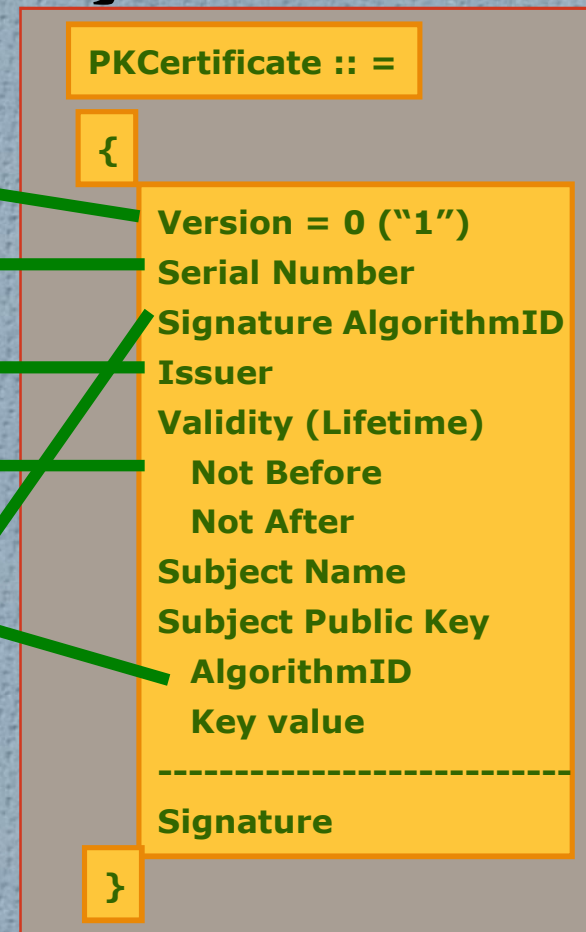 PKCertificate :: =
{
Version = 0 (“1”)
Serial Number
Signature AlgorithmID
Issuer
Validity (Lifetime)
Not Before
Not After
Subject Name
Subject Public Key
AlgorithmID
Key value
---------------------------
Signature
}